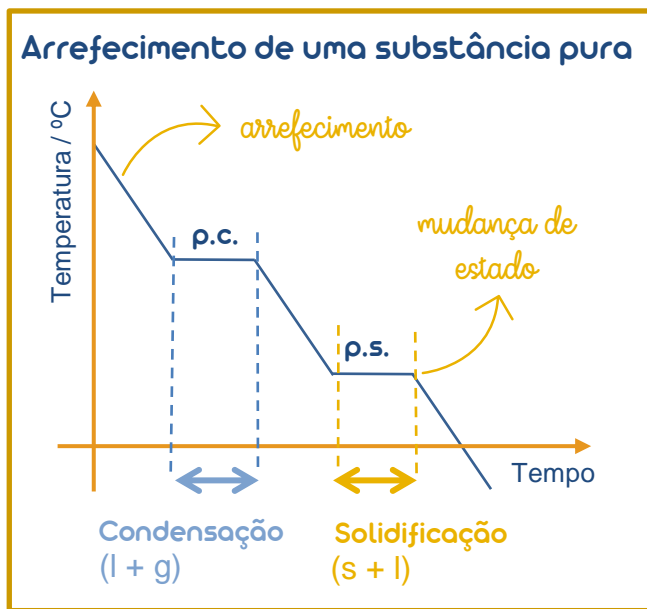 Arrefecimento de uma substância pura
Temperatura / ºC
arrefecimento
p.c.
mudança de
estado
p.s.
Tempo
Condensação
(l + g)
Solidificação
(s + l)